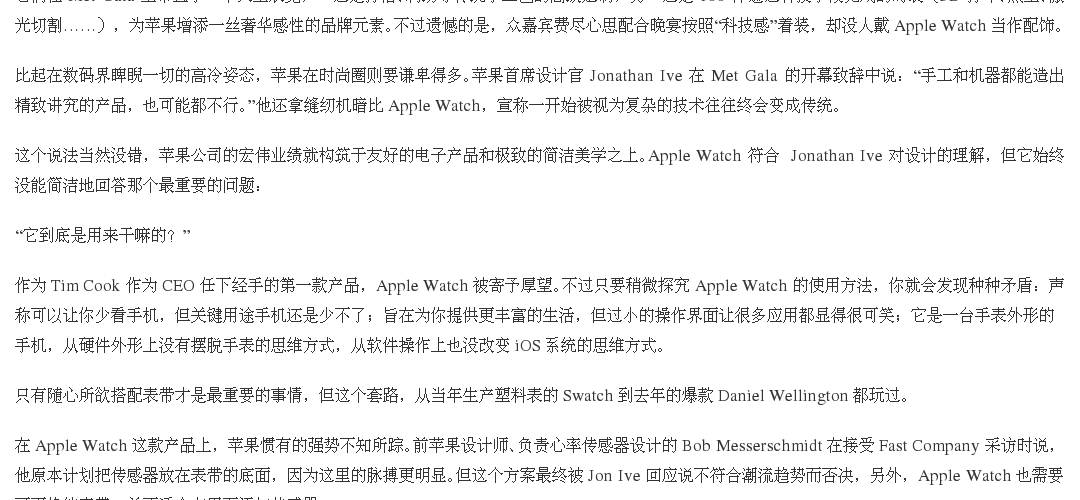 光切割……），为苹果增添一丝奢华感性的品牌元素。不过遗憾的是，众嘉宾费尽心思配合晚宴按照“科技感”着装，却没人戴 Apple Watch 当作配饰。
比起在数码界睥睨一切的高冷姿态，苹果在时尚圈则要谦卑得多。苹果首席设计官 Jonathan Ive 在 Met Gala 的开幕致辞中说：“手工和机器都能造出
精致讲究的产品，也可能都不行。”他还拿缝纫机暗比 Apple Watch，宣称一开始被视为复杂的技术往往终会变成传统。
这个说法当然没错，苹果公司的宏伟业绩就构筑于友好的电子产品和极致的简洁美学之上。Apple Watch 符合 Jonathan Ive 对设计的理解，但它始终
没能简洁地回答那个最重要的问题：
“它到底是用来干嘛的？”
作为 Tim Cook 作为 CEO 任下经手的第一款产品，Apple Watch 被寄予厚望。不过只要稍微探究 Apple Watch 的使用方法，你就会发现种种矛盾：声
称可以让你少看手机，但关键用途手机还是少不了；旨在为你提供更丰富的生活，但过小的操作界面让很多应用都显得很可笑；它是一台手表外形的
手机，从硬件外形上没有摆脱手表的思维方式，从软件操作上也没改变 iOS 系统的思维方式。
只有随心所欲搭配表带才是最重要的事情，但这个套路，从当年生产塑料表的 Swatch 到去年的爆款 Daniel Wellington 都玩过。
在 Apple Watch 这款产品上，苹果惯有的强势不知所踪。前苹果设计师、负责心率传感器设计的 Bob Messerschmidt 在接受 Fast Company 采访时说，
他原本计划把传感器放在表带的底面，因为这里的脉搏更明显。但这个方案最终被 Jon Ive 回应说不符合潮流趋势而否决，另外，Apple Watch 也需要